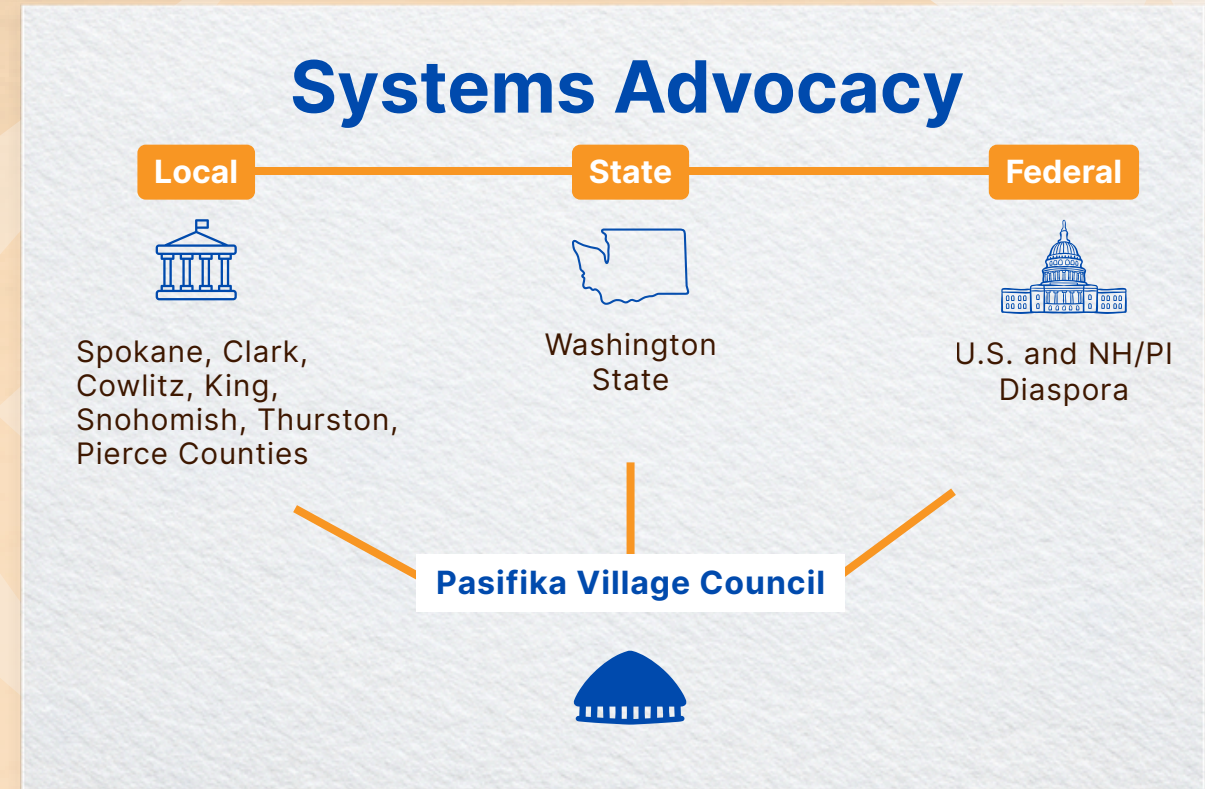 Systems Advocacy
Local
State
Federal
Spokane, Clark,
Cowlitz, King,
Snohomish, Thurston,
Pierce Counties
Washington
State
U.S. and NH/PI
Diaspora
Pasifika Village Council